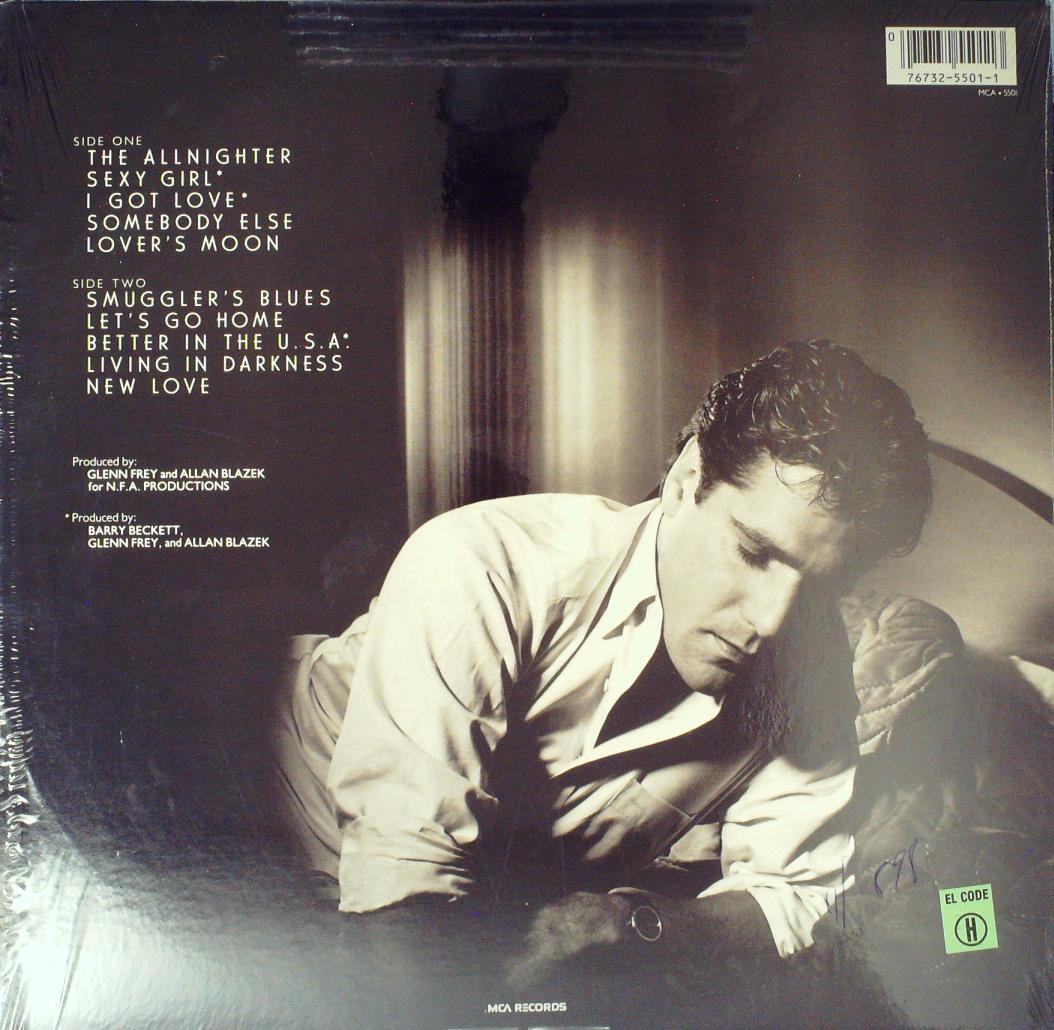 0
76732-5501-1
MCA • 5501
SIDE ONE
THE ALLNIGHTER
SEXY GIRL*
I GOT LOVE*
SOMEBODY ELSE
LOVER'S MOON
SIDE TWO
SMUGGLER'S BLUES
LET'S GO HOME
BETTER IN THE U.S.A*.
LIVING IN DARKNESS
NEW LOVE
Produced by:
GLENN FREY and ALLAN BLAZEK
for N.F.A. PRODUCTIONS
* Produced by:
BARRY BECKETT,
GLENN FREY, and ALLAN BLAZEK
EL CODE
H
MCA RECORDS